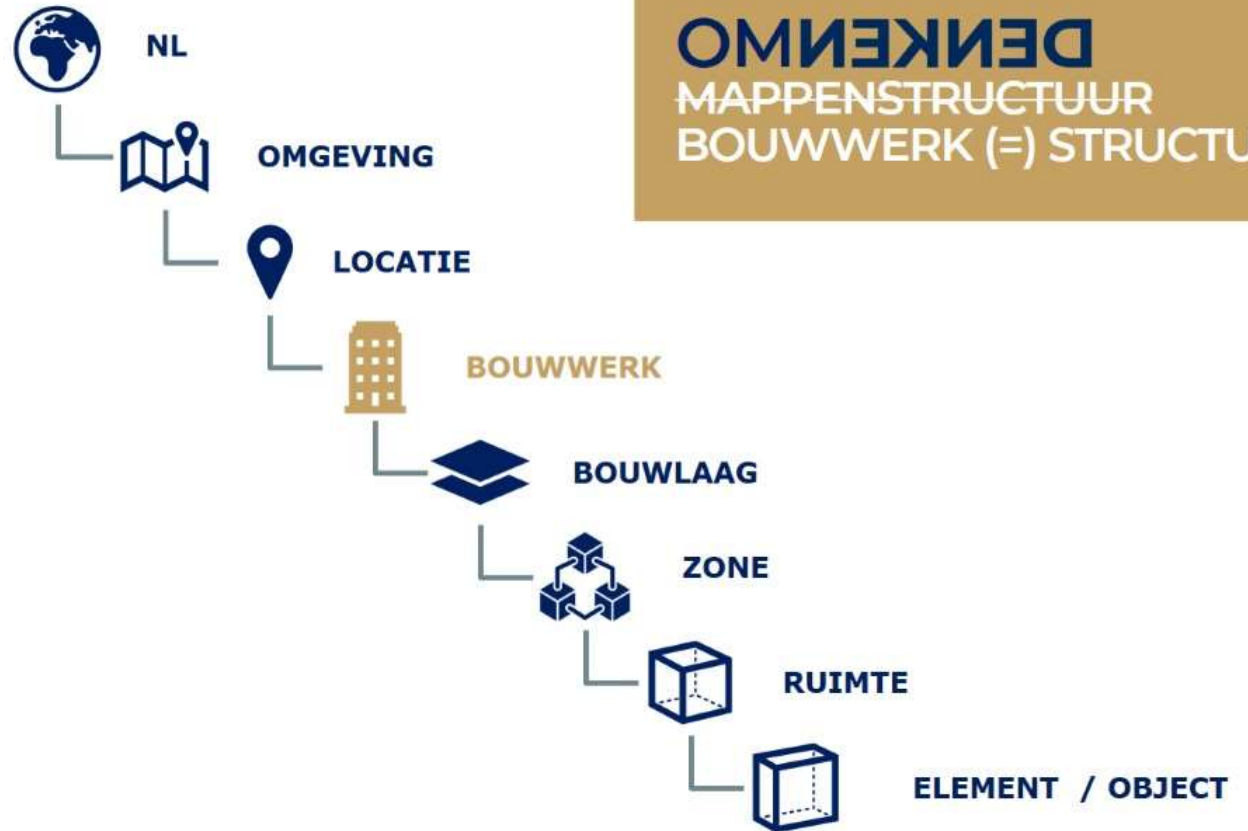 NL
OMDENKEN
MAPPENSTRUCTUUR
BOUWWERK (=) STRUCTU
OMGEVING
LOCATIE
BOUWWERK
BOUWLAAG
ZONE
RUIMTE
ELEMENT / OBJECT